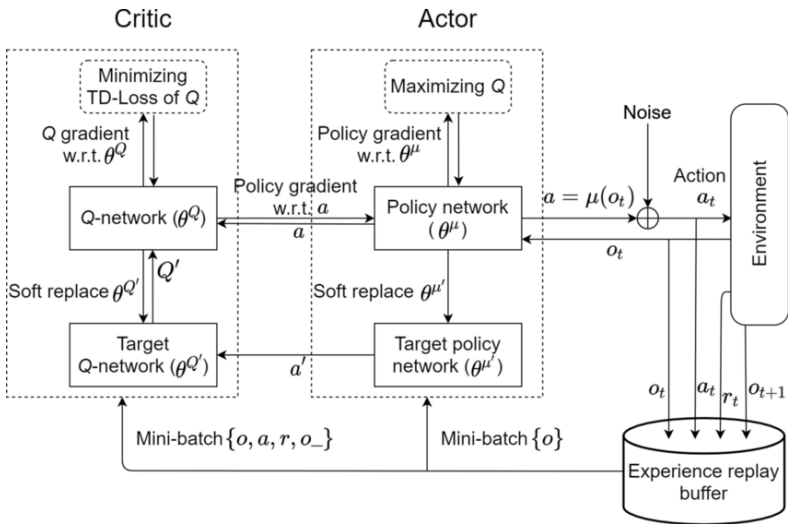 Critic
Actor
Minimizing
TD-Loss of Q
Maximizing Q
Q gradient
w.r.t. θ^Q
Policy gradient
w.r.t. θ^μ
Noise
Environment
Q-network (θ^Q)
Policy gradient
w.r.t. a
a
Policy network
(θ^μ)
a = μ(o_t)
Action
a_t
o_t
Q′
Soft replace θ^Q′
Soft replace θ^μ′
Target
Q-network (θ^Q′)
a′
Target policy
network (θ^μ′)
o_t
a_t
r_t
o_{t+1}
Mini-batch {o, a, r, o_}
Mini-batch {o}
Experience replay
buffer